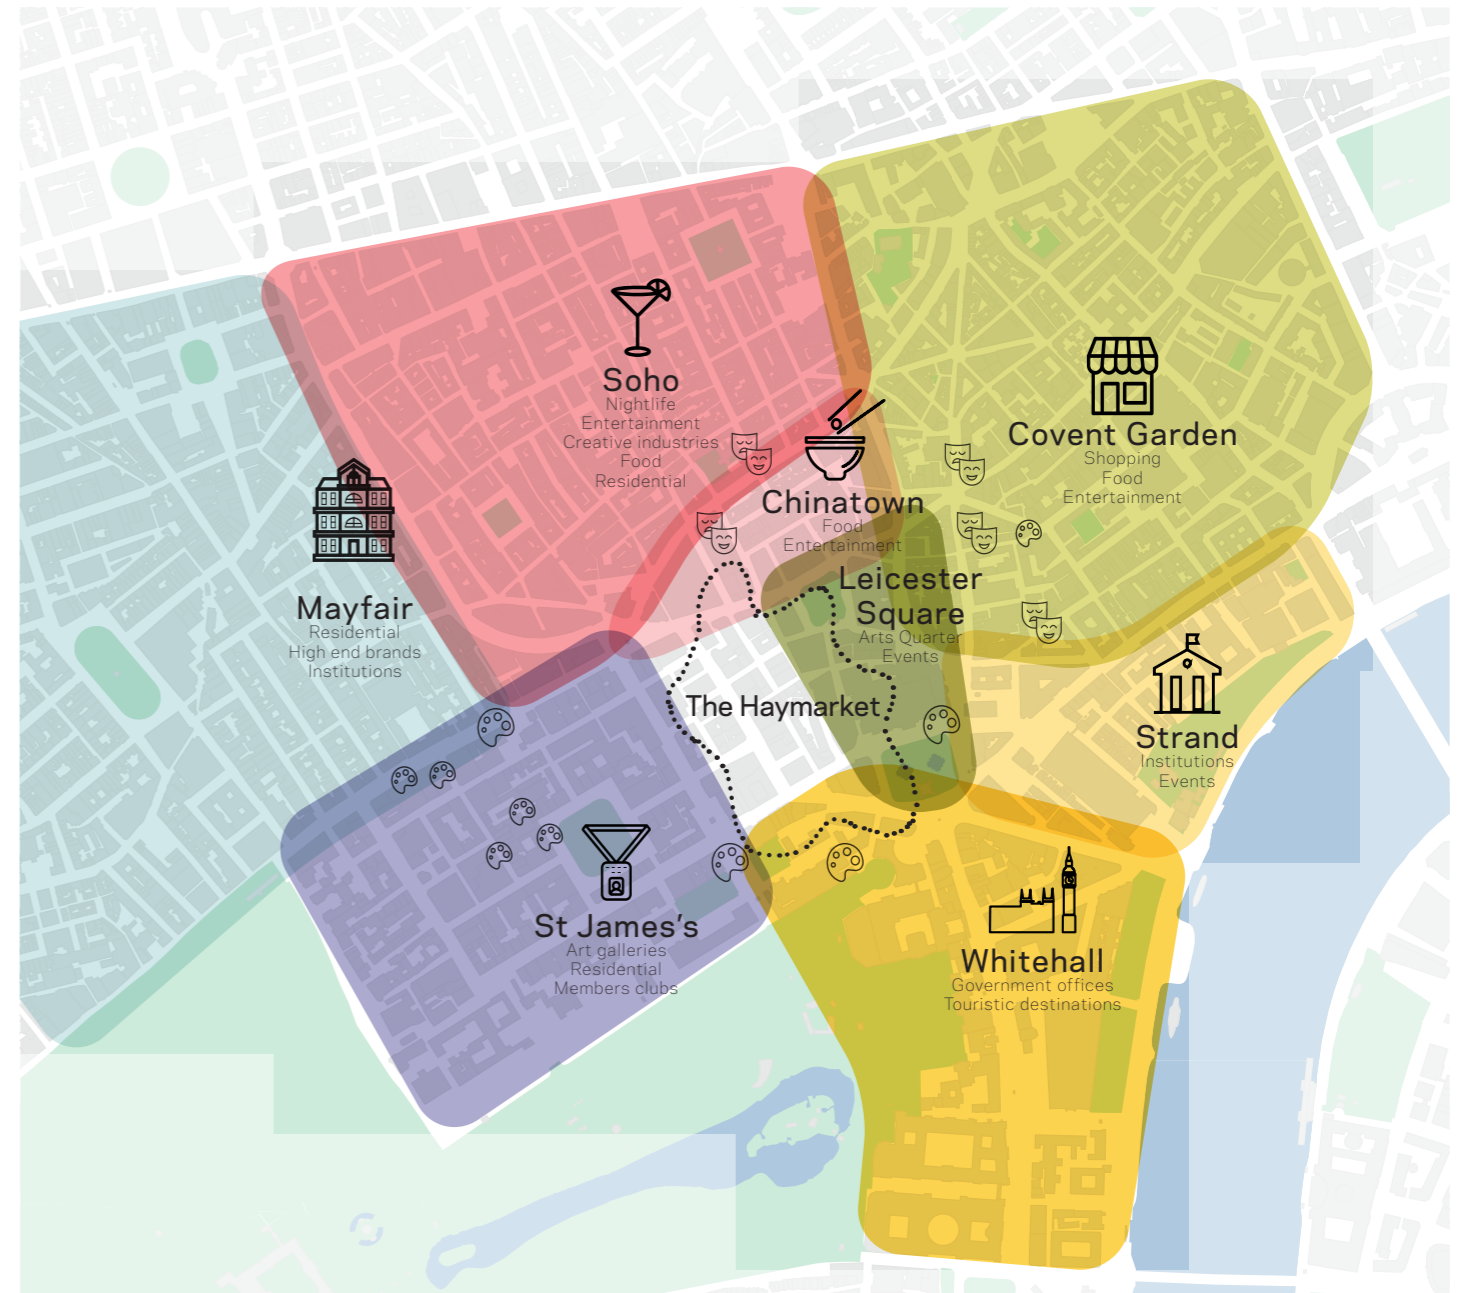 Soho
Nightlife
Entertainment
Creative industries
Food
Residential
Covent Garden
Shopping
Food
Entertainment
Chinatown
Food
Entertainment
Mayfair
Residential
High end brands
Institutions
Leicester
Square
Arts Quarter
Events
The Haymarket
Strand
Institutions
Events
St James’s
Art galleries
Residential
Members clubs
Whitehall
Government offices
Touristic destinations